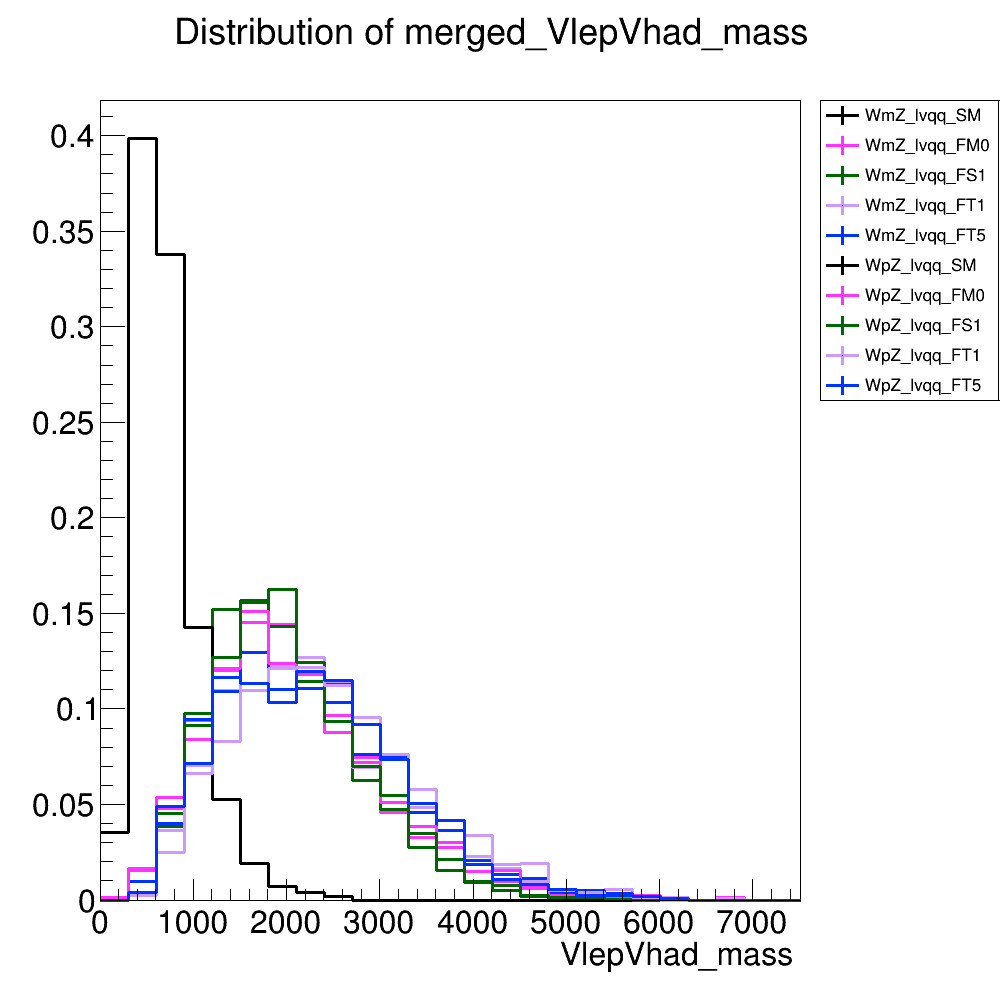 Distribution of merged_VlepVhad_mass
WmZ_lvqq_SM
WmZ_lvqq_FM0
WmZ_lvqq_FS1
WmZ_lvqq_FT1
WmZ_lvqq_FT5
WpZ_lvqq_SM
WpZ_lvqq_FM0
WpZ_lvqq_FS1
WpZ_lvqq_FT1
WpZ_lvqq_FT5
0.4
0.35
0.3
0.25
0.2
0.15
0.1
0.05
0
0 1000 2000 3000 4000 5000 6000 7000
VlepVhad_mass